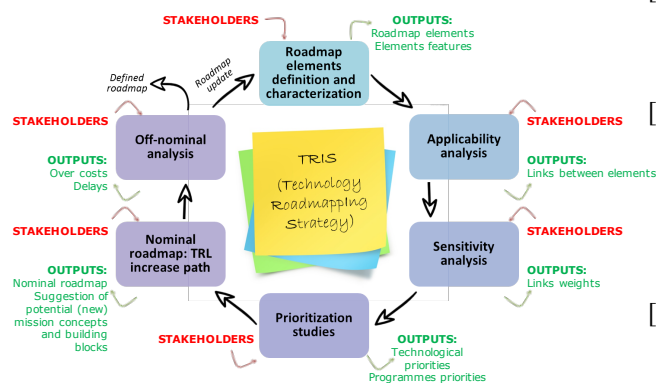 STAKEHOLDERS
OUTPUTS:
Roadmap elements
Elements features
Roadmap
elements
definition and
characterization
Defined
roadmap
Roadmap
update
STAKEHOLDERS
Off-nominal
analysis
OUTPUTS:
Over costs
Delays
Applicability
analysis
STAKEHOLDERS
OUTPUTS:
Links between elements
TRIS
(Technology
RoadmappIng
Strategy)
STAKEHOLDERS
Nominal
roadmap: TRL
increase path
OUTPUTS:
Nominal roadmap
Suggestion of
potential (new)
mission concepts
and building
blocks
Sensitivity
analysis
STAKEHOLDERS
OUTPUTS:
Links weights
Prioritization
studies
STAKEHOLDERS
OUTPUTS:
Technological
priorities
Programmes priorities
[
[
[